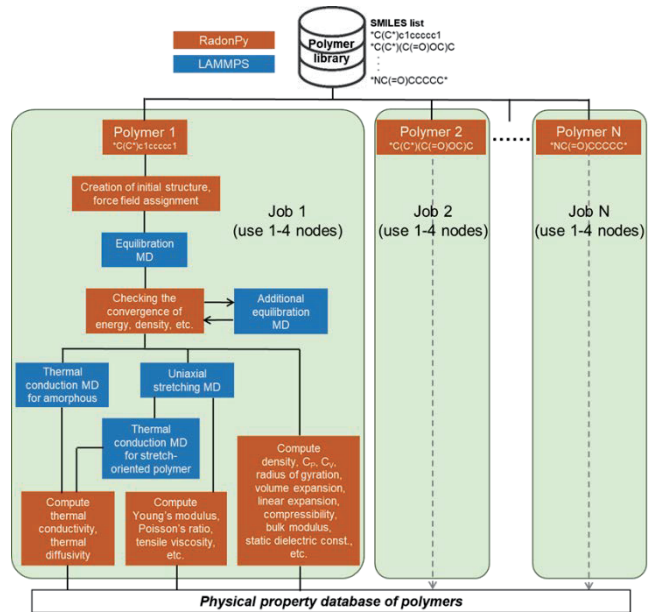 RadonPy
LAMMPS
Polymer
library
SMILES list
*C(C*)c1ccccc1
*C(C*)(C(=O)OC)C
:
:
*NC(=O)CCCCC*
Polymer 1
*C(C*)c1ccccc1
Polymer 2
*C(C*)(C(=O)OC)C
......
Polymer N
*NC(=O)CCCCC*
Creation of initial structure,
force field assignment
Job 1
(use 1-4 nodes)
Job 2
(use 1-4 nodes)
Job N
(use 1-4 nodes)
Equilibration
MD
Checking the
convergence of
energy, density, etc.
Additional
equilibration
MD
Thermal
conduction MD
for amorphous
Uniaxial
stretching MD
Thermal
conduction MD
for stretch-
oriented polymer
Compute
thermal
conductivity,
thermal
diffusivity
Compute
Young's modulus,
Poisson's ratio,
tensile viscosity,
etc.
Compute
density, CP, CV,
radius of gyration,
volume expansion,
linear expansion,
compressibility,
bulk modulus,
static dielectric const.,
etc.
Physical property database of polymers